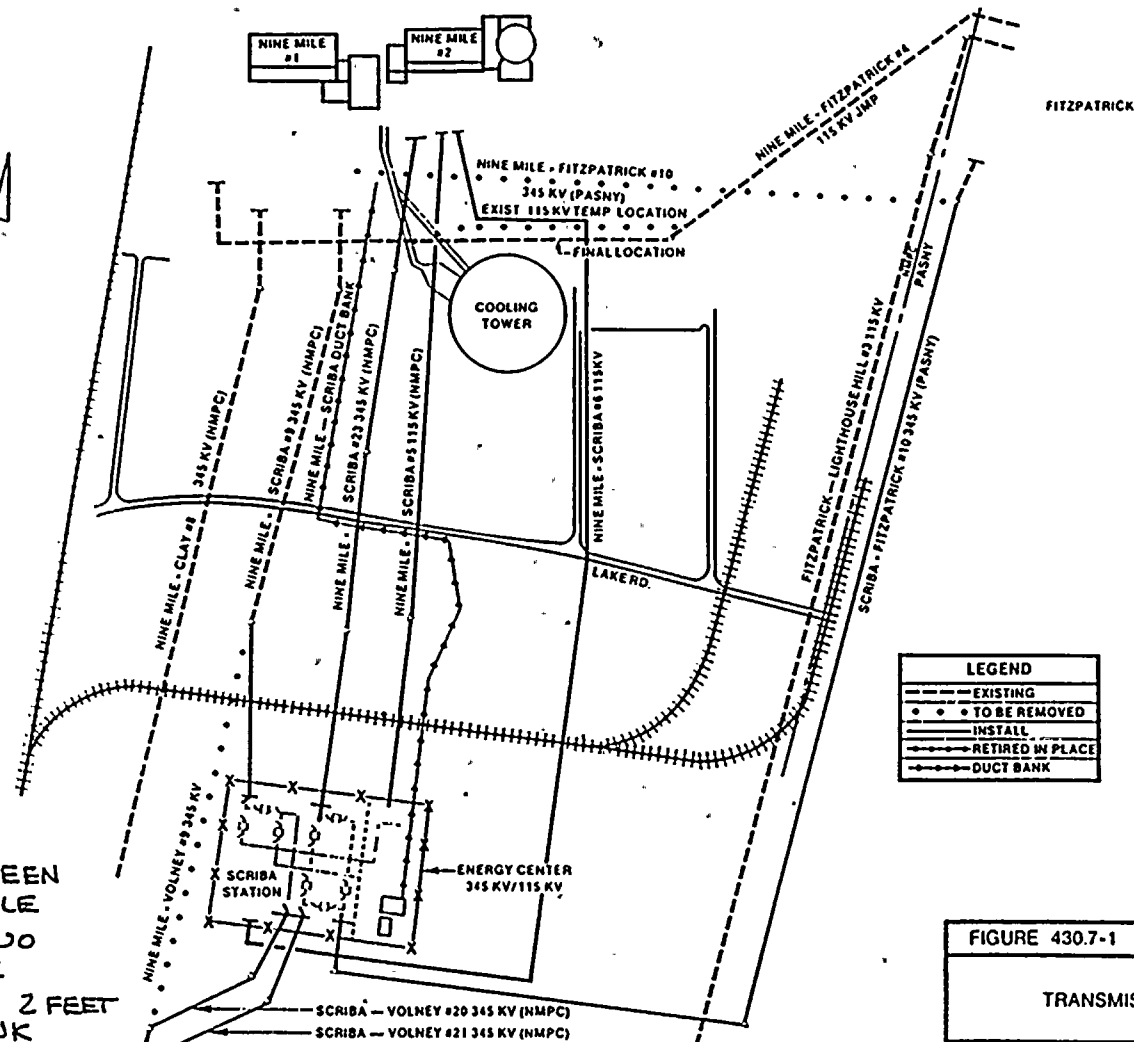 NINE MILE
#1
NINE MILE
#2
FITZPATRICK
NINE MILE - FITZPATRICK #4
115 KV JMP
NINE MILE - FITZPATRICK #10
345 KV (PASNY)
EXIST 115 KV TEMP LOCATION
FINAL LOCATION
NMPC
PASNY
COOLING
TOWER
NINE MILE - CLAY #8 345 KV (NMPC)
NINE MILE - SCRIBA #9 345 KV (NMPC)
NINE MILE - SCRIBA DUCT BANK
NINE MILE - SCRIBA #23 345 KV (NMPC)
NINE MILE - SCRIBA #5 115 KV (NMPC)
NINE MILE - SCRIBA #6 115 KV
FITZPATRICK - LIGHTHOUSE HILL #3 115 KV
SCRIBA - FITZPATRICK #10 345 KV (PASNY)
LAKE RD.
LEGEND
EXISTING
TO BE REMOVED
INSTALL
RETIRED IN PLACE
DUCT BANK
NINE MILE - VOLNEY #9 345 KV
SCRIBA
STATION
ENERGY CENTER
345 KV/115 KV
EEN
LE
2 FEET
SCRIBA — VOLNEY #20 345 KV (NMPC)
SCRIBA — VOLNEY #21 345 KV (NMPC)
FIGURE 430.7-1
TRANSMIS